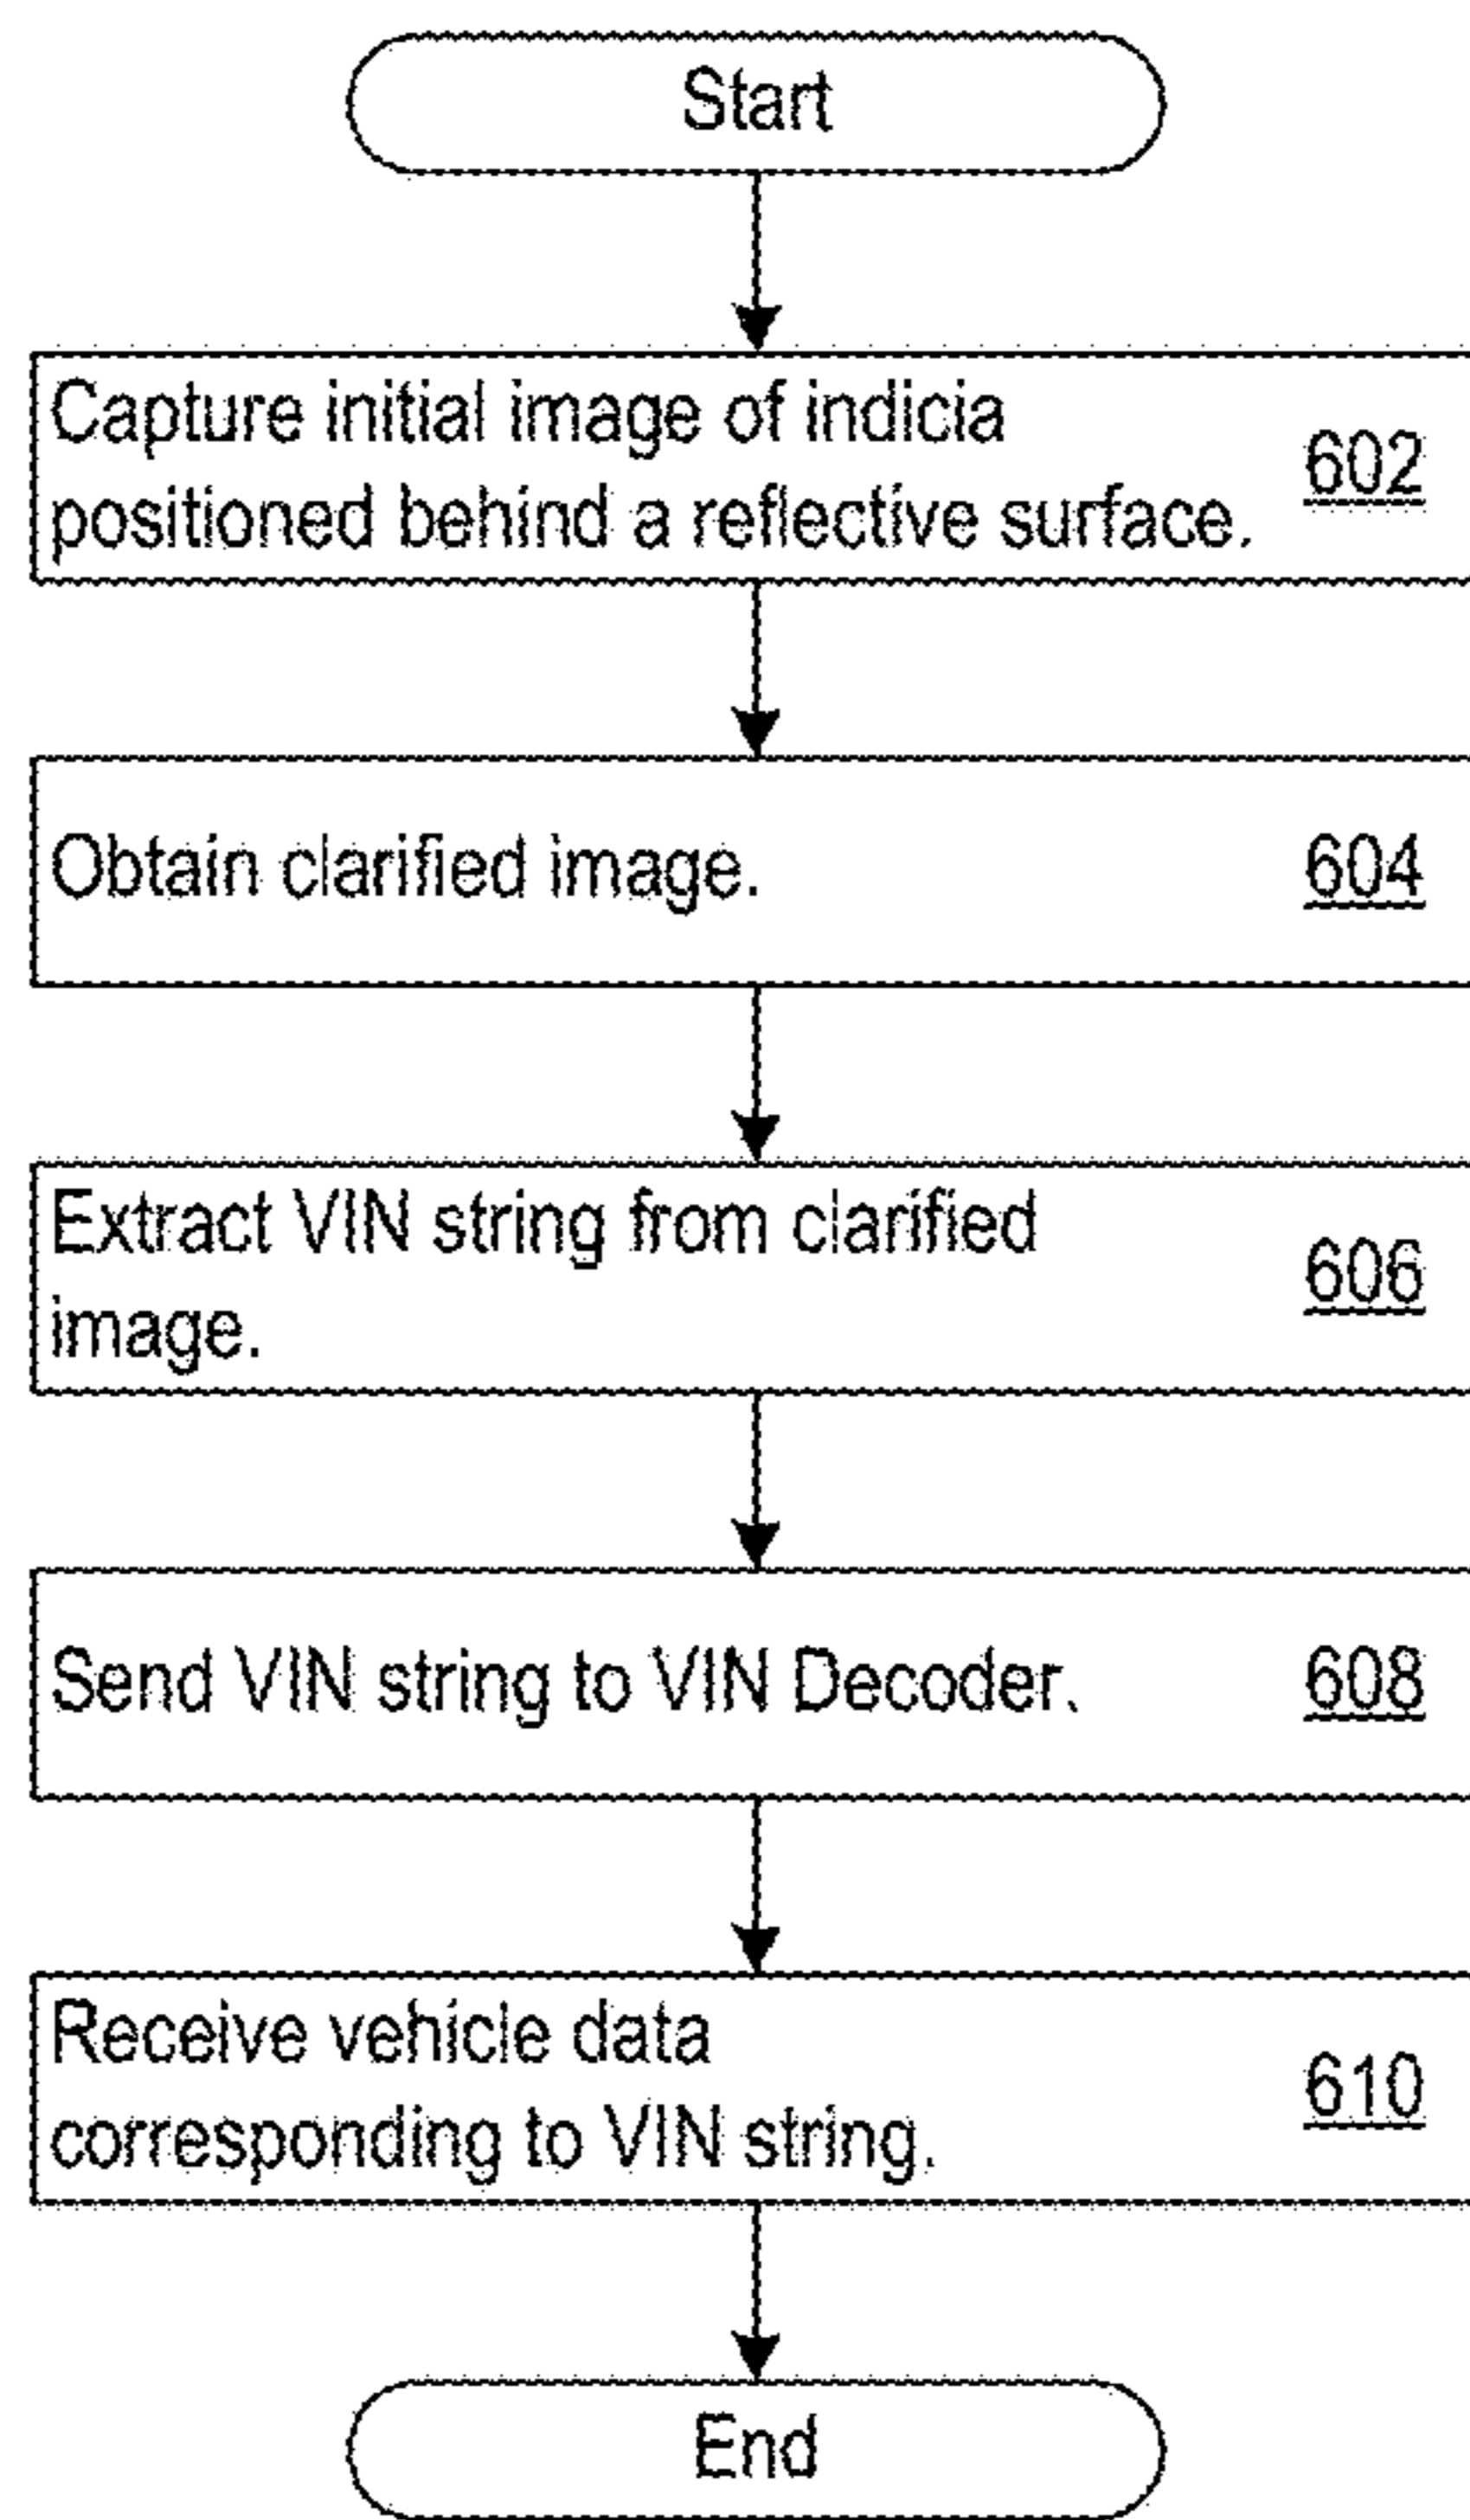 Start
Capture initial image of indicia
positioned behind a reflective surface.
602
Obtain clarified image.
604
Extract VIN string from clarified
image.
606
Send VIN string to VIN Decoder.
608
Receive vehicle data
corresponding to VIN string.
610
End